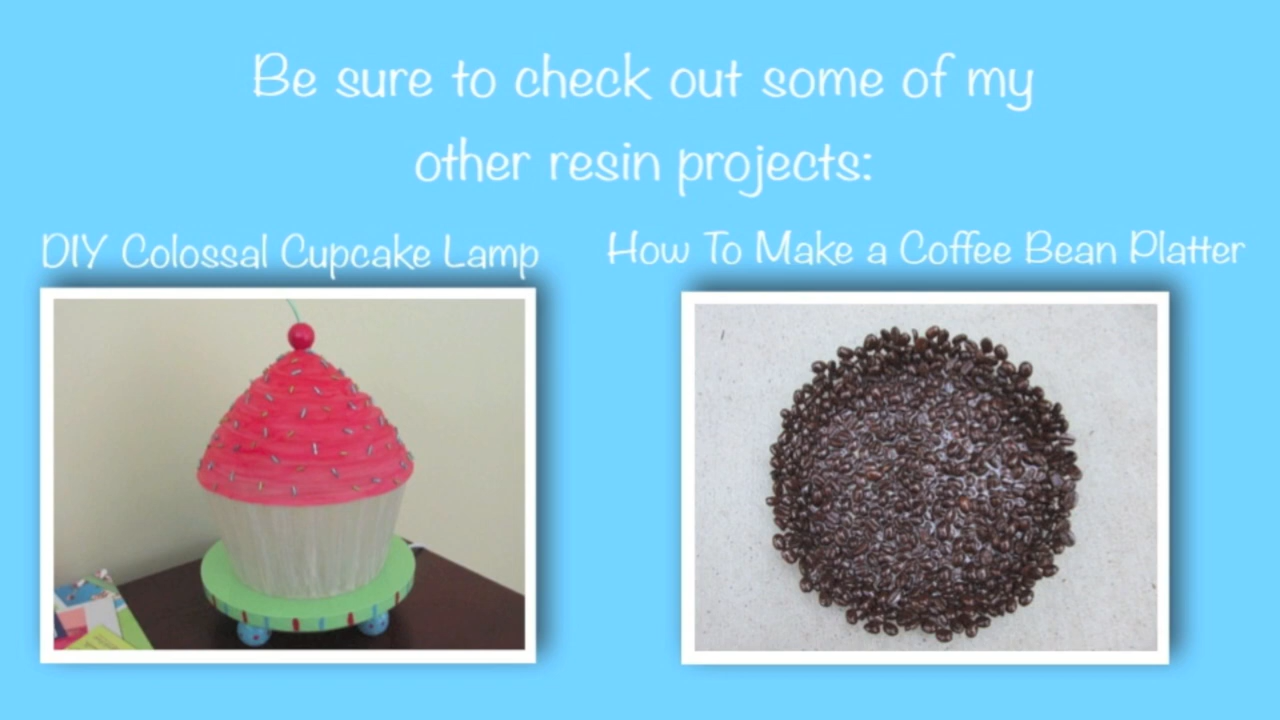 Be sure to check out some of my
other resin projects:
DIY Colossal Cupcake Lamp
How To Make a Coffee Bean Platter